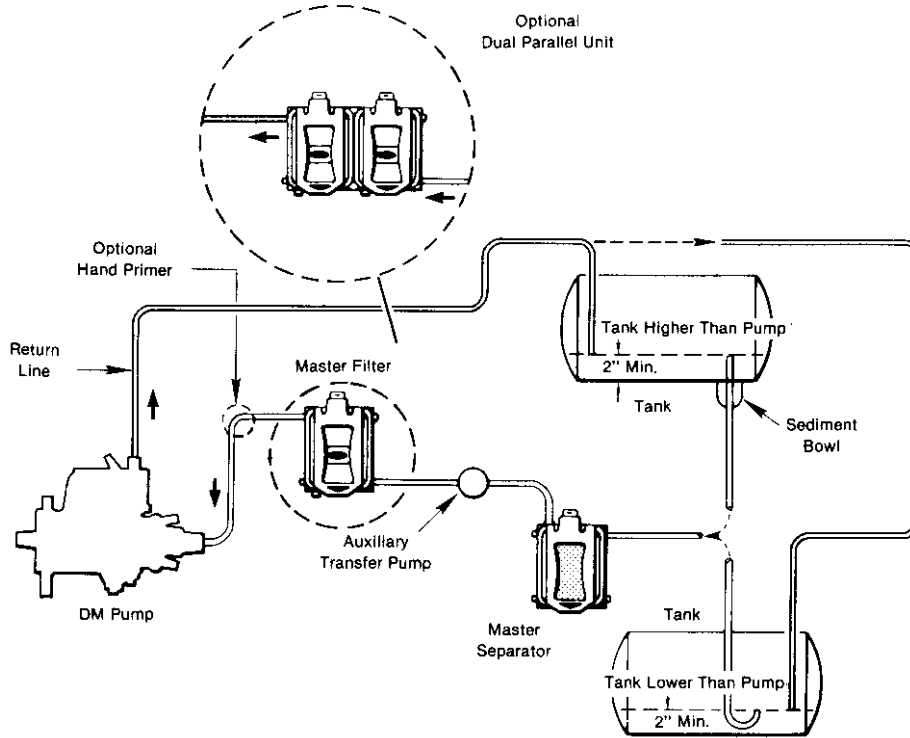 Optional
Dual Parallel Unit
Optional
Hand Primer
Return
Line
Master Filter
Tank Higher Than Pump
2" Min.
Tank
Sediment
Bowl
Auxiliary
Transfer Pump
DM Pump
Master
Separator
Tank
Tank Lower Than Pump
2" Min.